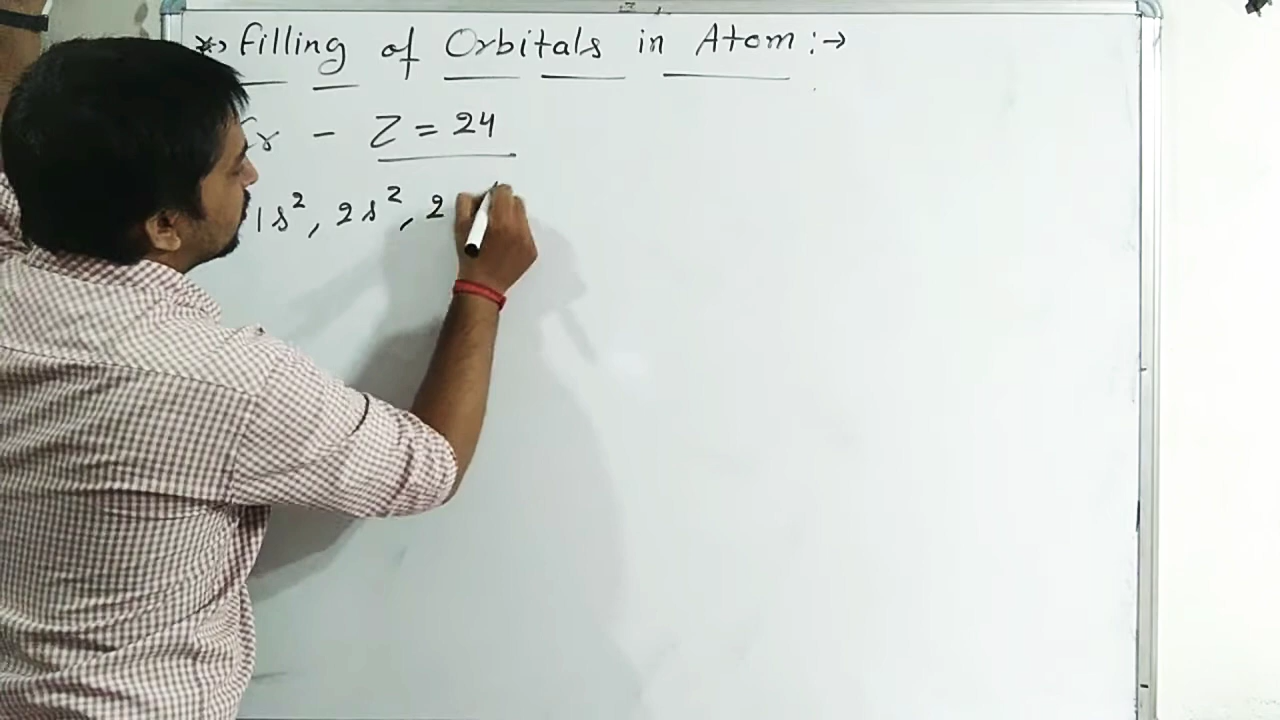 * Filling of Orbitals in Atom :→
Cr - Z = 24
1s², 2s², 2